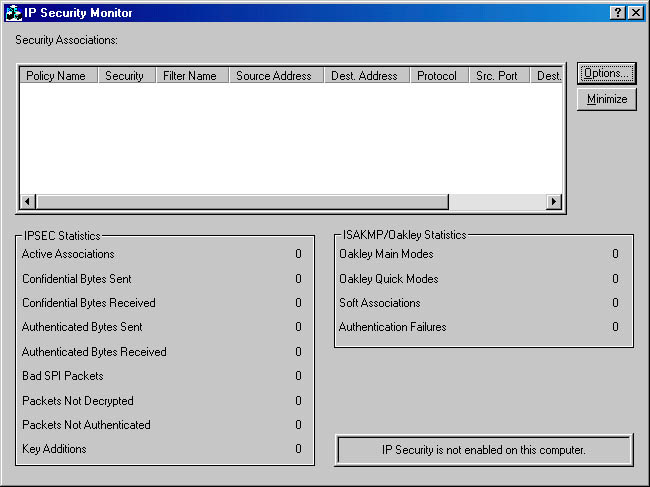 IP Security Monitor
Security Associations:
Policy Name Security Filter Name Source Address Dest. Address Protocol Src. Port Dest.
Options...
Minimize
IPSEC Statistics
Active Associations 0
Confidential Bytes Sent 0
Confidential Bytes Received 0
Authenticated Bytes Sent 0
Authenticated Bytes Received 0
Bad SPI Packets 0
Packets Not Decrypted 0
Packets Not Authenticated 0
Key Additions 0
ISAKMP/Oakley Statistics
Oakley Main Modes 0
Oakley Quick Modes 0
Soft Associations 0
Authentication Failures 0
IP Security is not enabled on this computer.